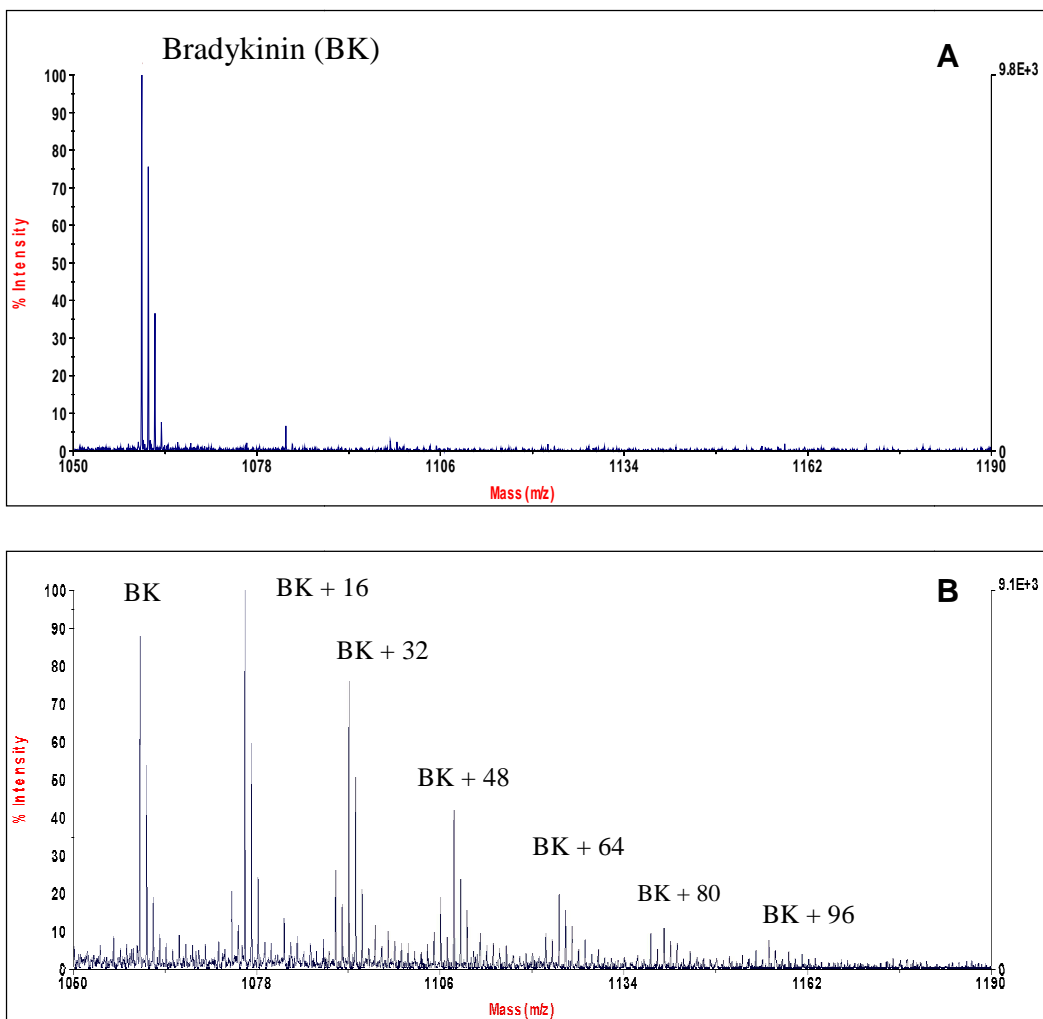 Bradykinin (BK)
A
100
90
80
70
60
50
40
30
20
10
0
% Intensity
9.8E+3
0
1050 1078 1106 1134 1162 1190
Mass (m/z)
B
BK
BK + 16
BK + 32
BK + 48
BK + 64
BK + 80
BK + 96
100
90
80
70
60
50
40
30
20
10
0
% Intensity
9.1E+3
0
1050 1078 1106 1134 1162 1190
Mass (m/z)